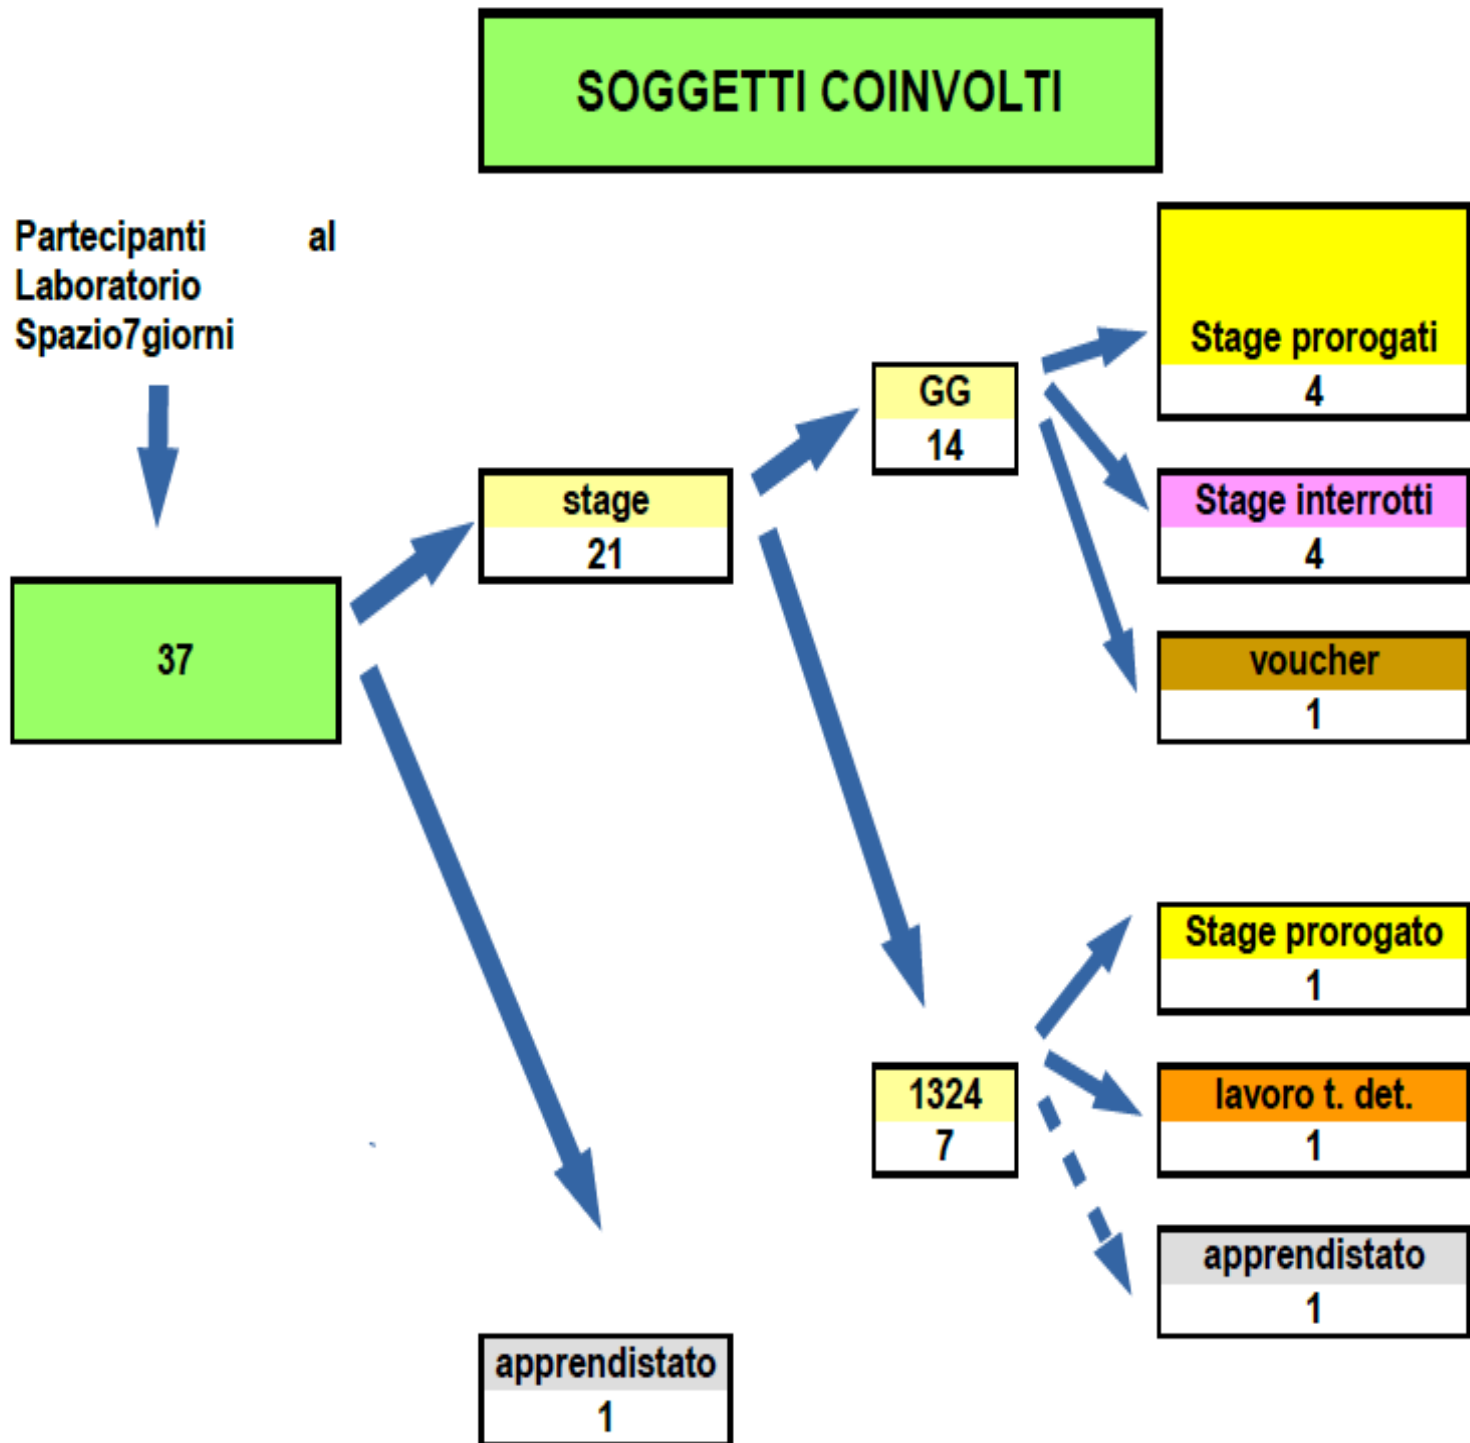 SOGGETTI COINVOLTI
Partecipanti al
Laboratorio
Spazio7giorni
37
stage
21
apprendistato
1
GG
14
1324
7
Stage prorogati
4
Stage interrotti
4
voucher
1
Stage prorogato
1
lavoro t. det.
1
apprendistato
1